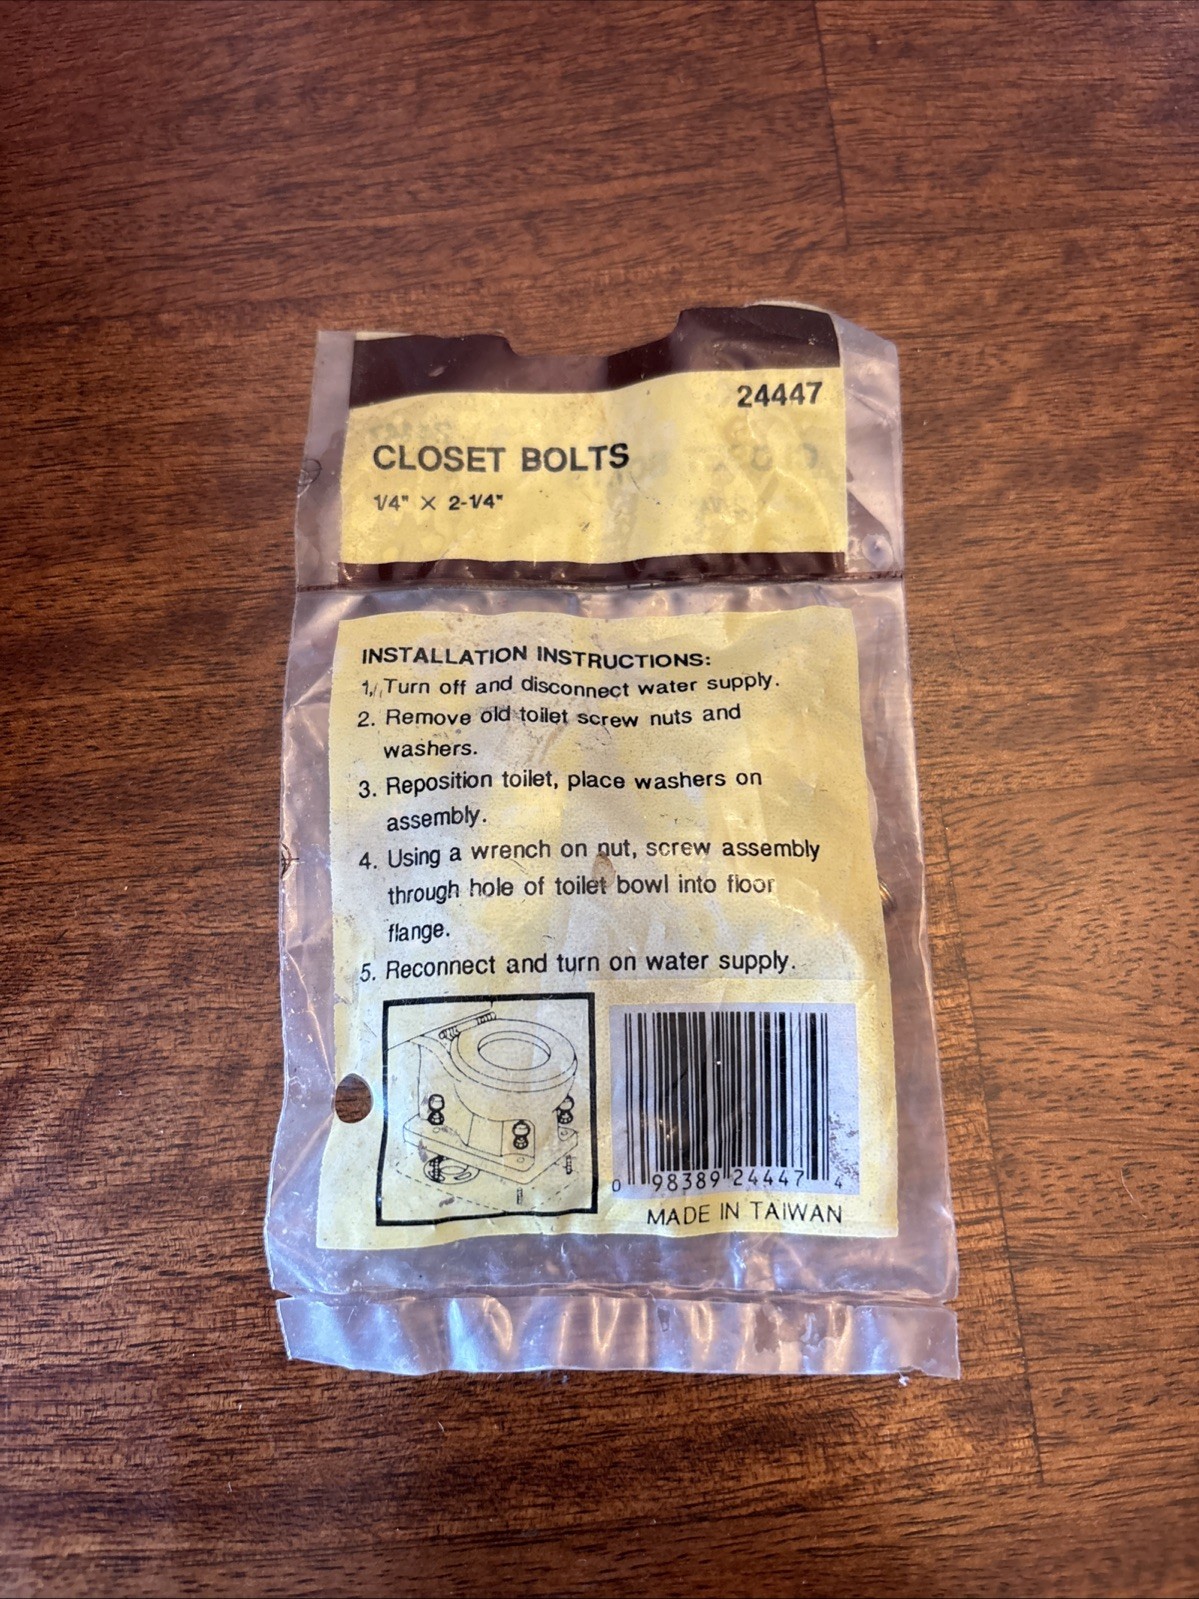 24447
CLOSET BOLTS
1/4" X 2-1/4"
INSTALLATION INSTRUCTIONS:
1. Turn off and disconnect water supply.
2. Remove old toilet screw nuts and
washers.
3. Reposition toilet, place washers on
assembly.
4. Using a wrench on nut, screw assembly
through hole of toilet bowl into floor
flange.
5. Reconnect and turn on water supply.
0 98389 24447 4
MADE IN TAIWAN